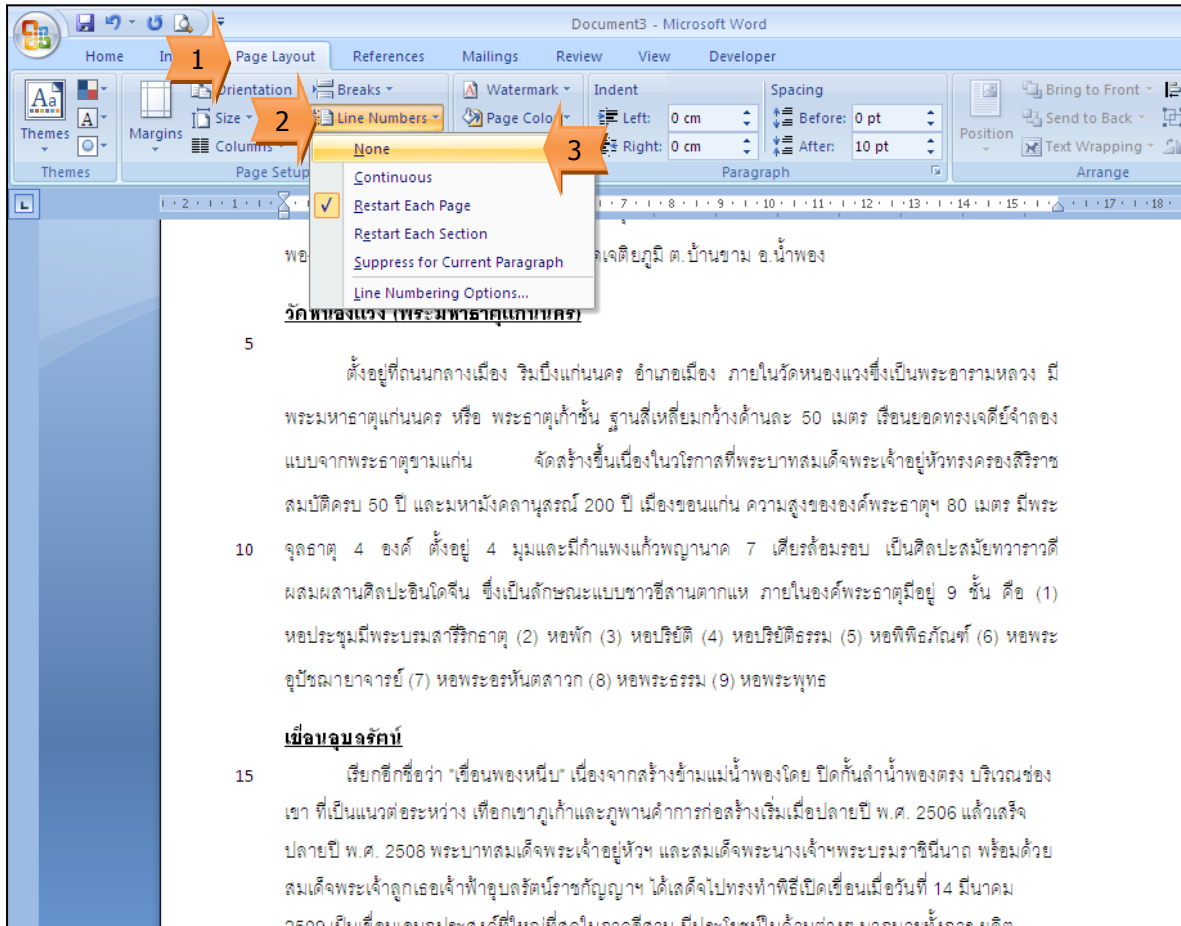 Document3 - Microsoft Word
Home In Page Layout References Mailings Review View Developer
1
Orientation Breaks Watermark Indent Spacing Bring to Front
Aa
A
Size 2 Line Numbers Page Color Left: 0 cm Before: 0 pt Send to Back
Themes Margins Columns None 3 Right: 0 cm After: 10 pt Position Text Wrapping
Themes Page Setup Paragraph Arrange
Continuous
L
2 1 7 8 9 10 11 12 13 14 15 17 18
Restart Each Page
Restart Each Section
พอ Suppress for Current Paragraph เจติยภูมิ ต.บ้านขาม อ.น้ำพอง
Line Numbering Options...
วัดหนองแวง (พระมหาธาตุแก่นนคร)
5
ตั้งอยู่ที่ถนนกลางเมือง ริมบึงแก่นนคร อำเภอเมือง ภายในวัดหนองแวงซึ่งเป็นพระอารามหลวง มี
พระมหาธาตุแก่นนคร หรือ พระธาตุเก้าชั้น ฐานสี่เหลี่ยมกว้างด้านละ 50 เมตร เรือนยอดทรงเจดีย์จำลอง
แบบจากพระธาตุขามแก่น จัดสร้างขึ้นเนื่องในวโรกาสที่พระบาทสมเด็จพระเจ้าอยู่หัวทรงครองสิริราช
สมบัติครบ 50 ปี และมหามังคลานุสรณ์ 200 ปี เมืองขอนแก่น ความสูงขององค์พระธาตุฯ 80 เมตร มีพระ
10 จุลธาตุ 4 องค์ ตั้งอยู่ 4 มุมและมีกำแพงแก้วพญานาค 7 เศียรล้อมรอบ เป็นศิลปะสมัยทวาราวดี
ผสมผสานศิลปะอินโดจีน ซึ่งเป็นลักษณะแบบชาวอีสานตากแห ภายในองค์พระธาตุมีอยู่ 9 ชั้น คือ (1)
หอประชุมมีพระบรมสารีริกธาตุ (2) หอพัก (3) หอปริยัติ (4) หอปริยัติธรรม (5) หอพิพิธภัณฑ์ (6) หอพระ
อุปัชฌายาจารย์ (7) หอพระอรหันตสาวก (8) หอพระธรรม (9) หอพระพุทธ
เขื่อนอุบลรัตน์
15 เรียกอีกชื่อว่า "เขื่อนพองหนีบ" เนื่องจากสร้างข้ามแม่น้ำพองโดย ปิดกั้นลำน้ำพองตรง บริเวณช่อง
เขา ที่เป็นแนวต่อระหว่าง เทือกเขาภูเก้าและภูพานคำการก่อสร้างเริ่มเมื่อปลายปี พ.ศ. 2506 แล้วเสร็จ
ปลายปี พ.ศ. 2508 พระบาทสมเด็จพระเจ้าอยู่หัวฯ และสมเด็จพระนางเจ้าฯพระบรมราชินีนาถ พร้อมด้วย
สมเด็จพระเจ้าลูกเธอเจ้าฟ้าอุบลรัตน์ราชกัญญาฯ ได้เสด็จไปทรงทำพิธีเปิดเขื่อนเมื่อวันที่ 14 มีนาคม